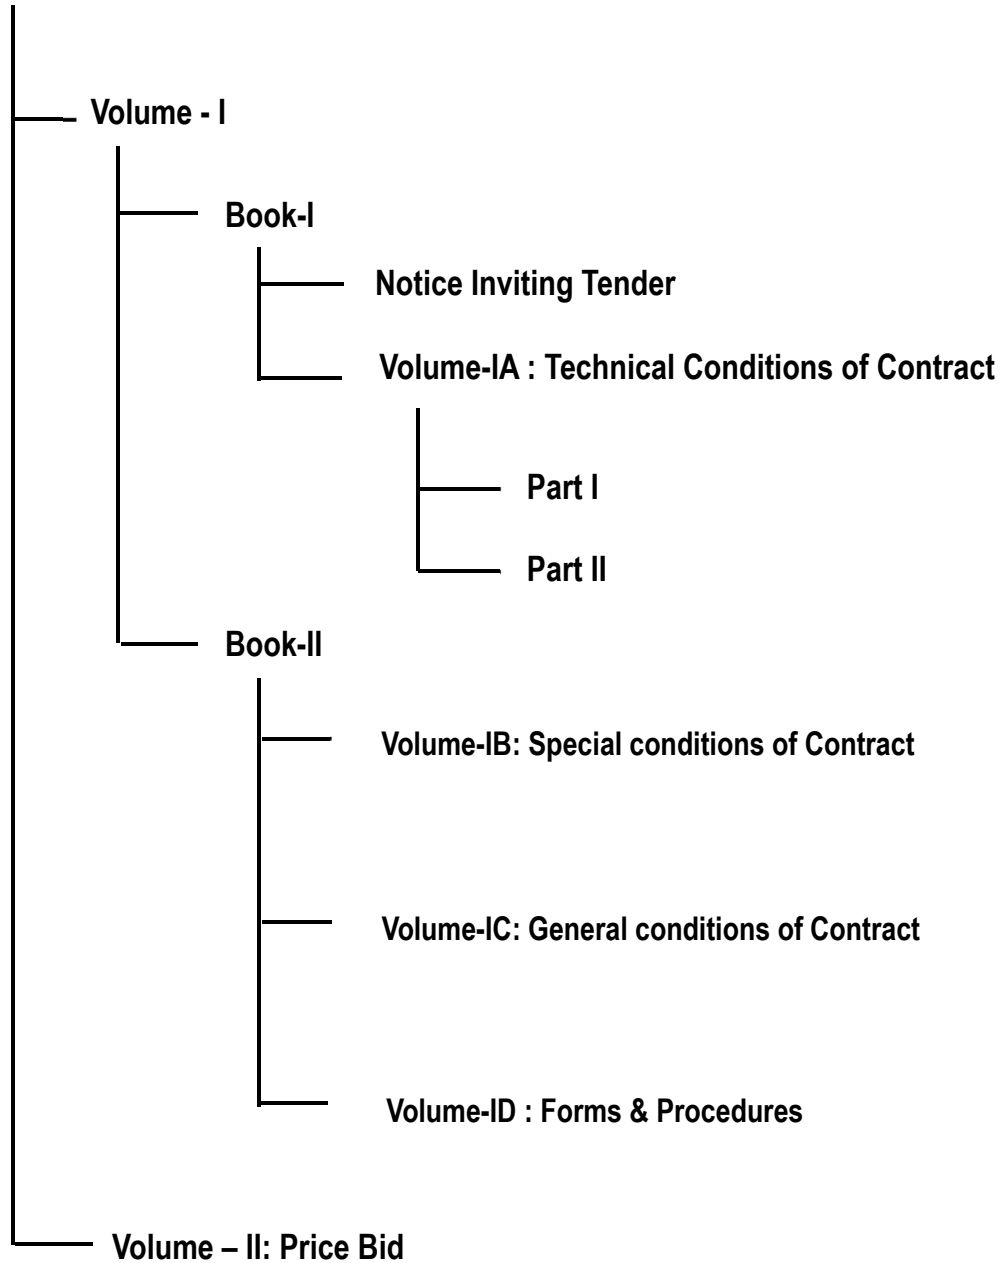 Volume - I
Book-I
Notice Inviting Tender
Volume-IA : Technical Conditions of Contract
Part I
Part II
Book-II
Volume-IB: Special conditions of Contract
Volume-IC: General conditions of Contract
Volume-ID : Forms & Procedures
Volume – II: Price Bid